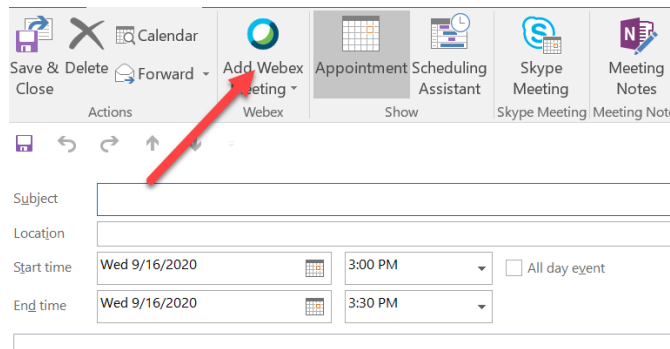 Save & Close
Delete
Calendar
Forward
Add Webex Meeting
Appointment
Scheduling Assistant
Skype Meeting
N
Meeting Notes
Actions
Webex
Show
Skype Meeting
Meeting Not
Subject
Location
Start time
Wed 9/16/2020
3:00 PM
All day event
End time
Wed 9/16/2020
3:30 PM